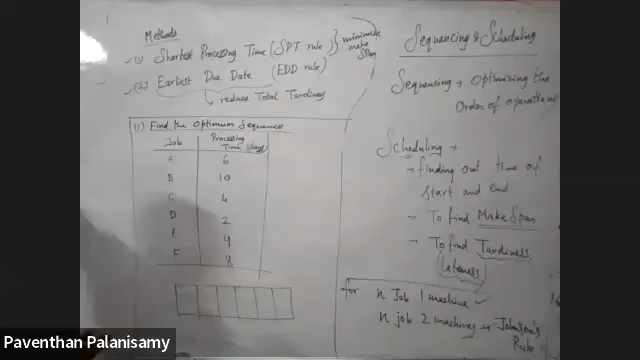 Methods
(1) Shortest Processing Time (SPT rule) } minimise make span
(2) Earliest Due Date (EDD rule)
↳ reduce Total Tardiness
(1) Find the Optimum Sequence
Job Processing Time (days)
A 6
B 10
C 4
D 2
E 9
F 8
Sequencing & Scheduling
Sequencing → Optimizing the
Order of operations
Scheduling →
→ finding out time of
start and end
→ To find Make Span
→ To find Tardiness
(lateness)
for n Job 1 machine
n job 2 machines → Johnson's
Rule
Paventhan Palanisamy